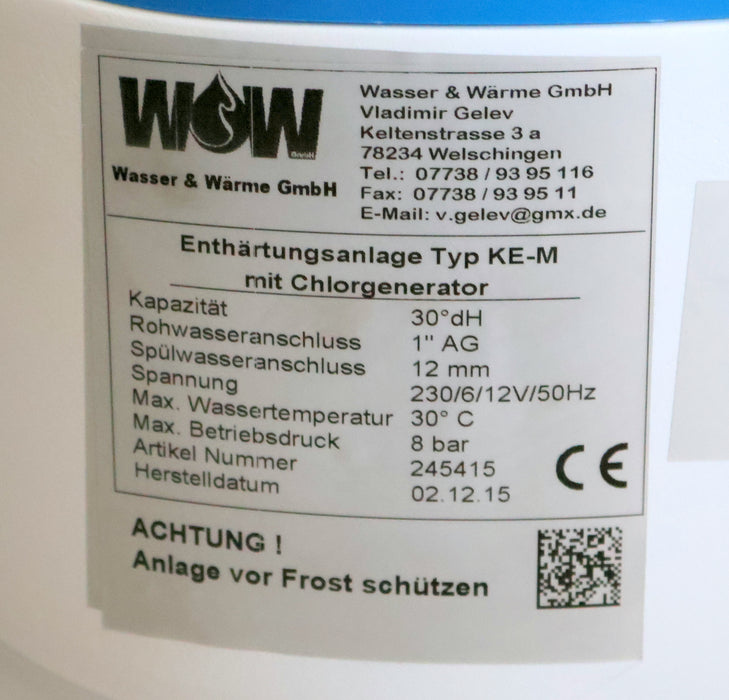 WOW
GmbH
Wasser & Wärme GmbH
Wasser & Wärme GmbH
Vladimir Gelev
Keltenstrasse 3 a
78234 Welschingen
Tel.: 07738 / 93 95 116
Fax: 07738 / 93 95 11
E-Mail: v.gelev@gmx.de
Enthärtungsanlage Typ KE-M
mit Chlorgenerator
Kapazität 30°dH
Rohwasseranschluss 1" AG
Spülwasseranschluss 12 mm
Spannung 230/6/12V/50Hz
Max. Wassertemperatur 30° C
Max. Betriebsdruck 8 bar
Artikel Nummer 245415
Herstelldatum 02.12.15
CE
ACHTUNG !
Anlage vor Frost schützen